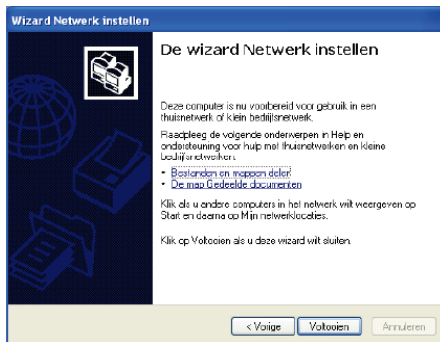 Wizard Netwerk instellen
De wizard Netwerk instellen
Deze computer is nu voorbereid voor gebruik in een
thuisnetwerk of klein bedrijfsnetwerk.
Raadpleeg de volgende onderwerpen in Help en
ondersteuning voor hulp met thuisnetwerken en kleine
bedrijfsnetwerken:
• Bestanden en mappen delen
• De map Gedeelde documenten
Klik als u andere computers in het netwerk wilt weergeven op
Start en daarna op Mijn netwerklocaties.
Klik op Voltooien als u deze wizard wilt sluiten.
< Vorige
Voltooien
Annuleren